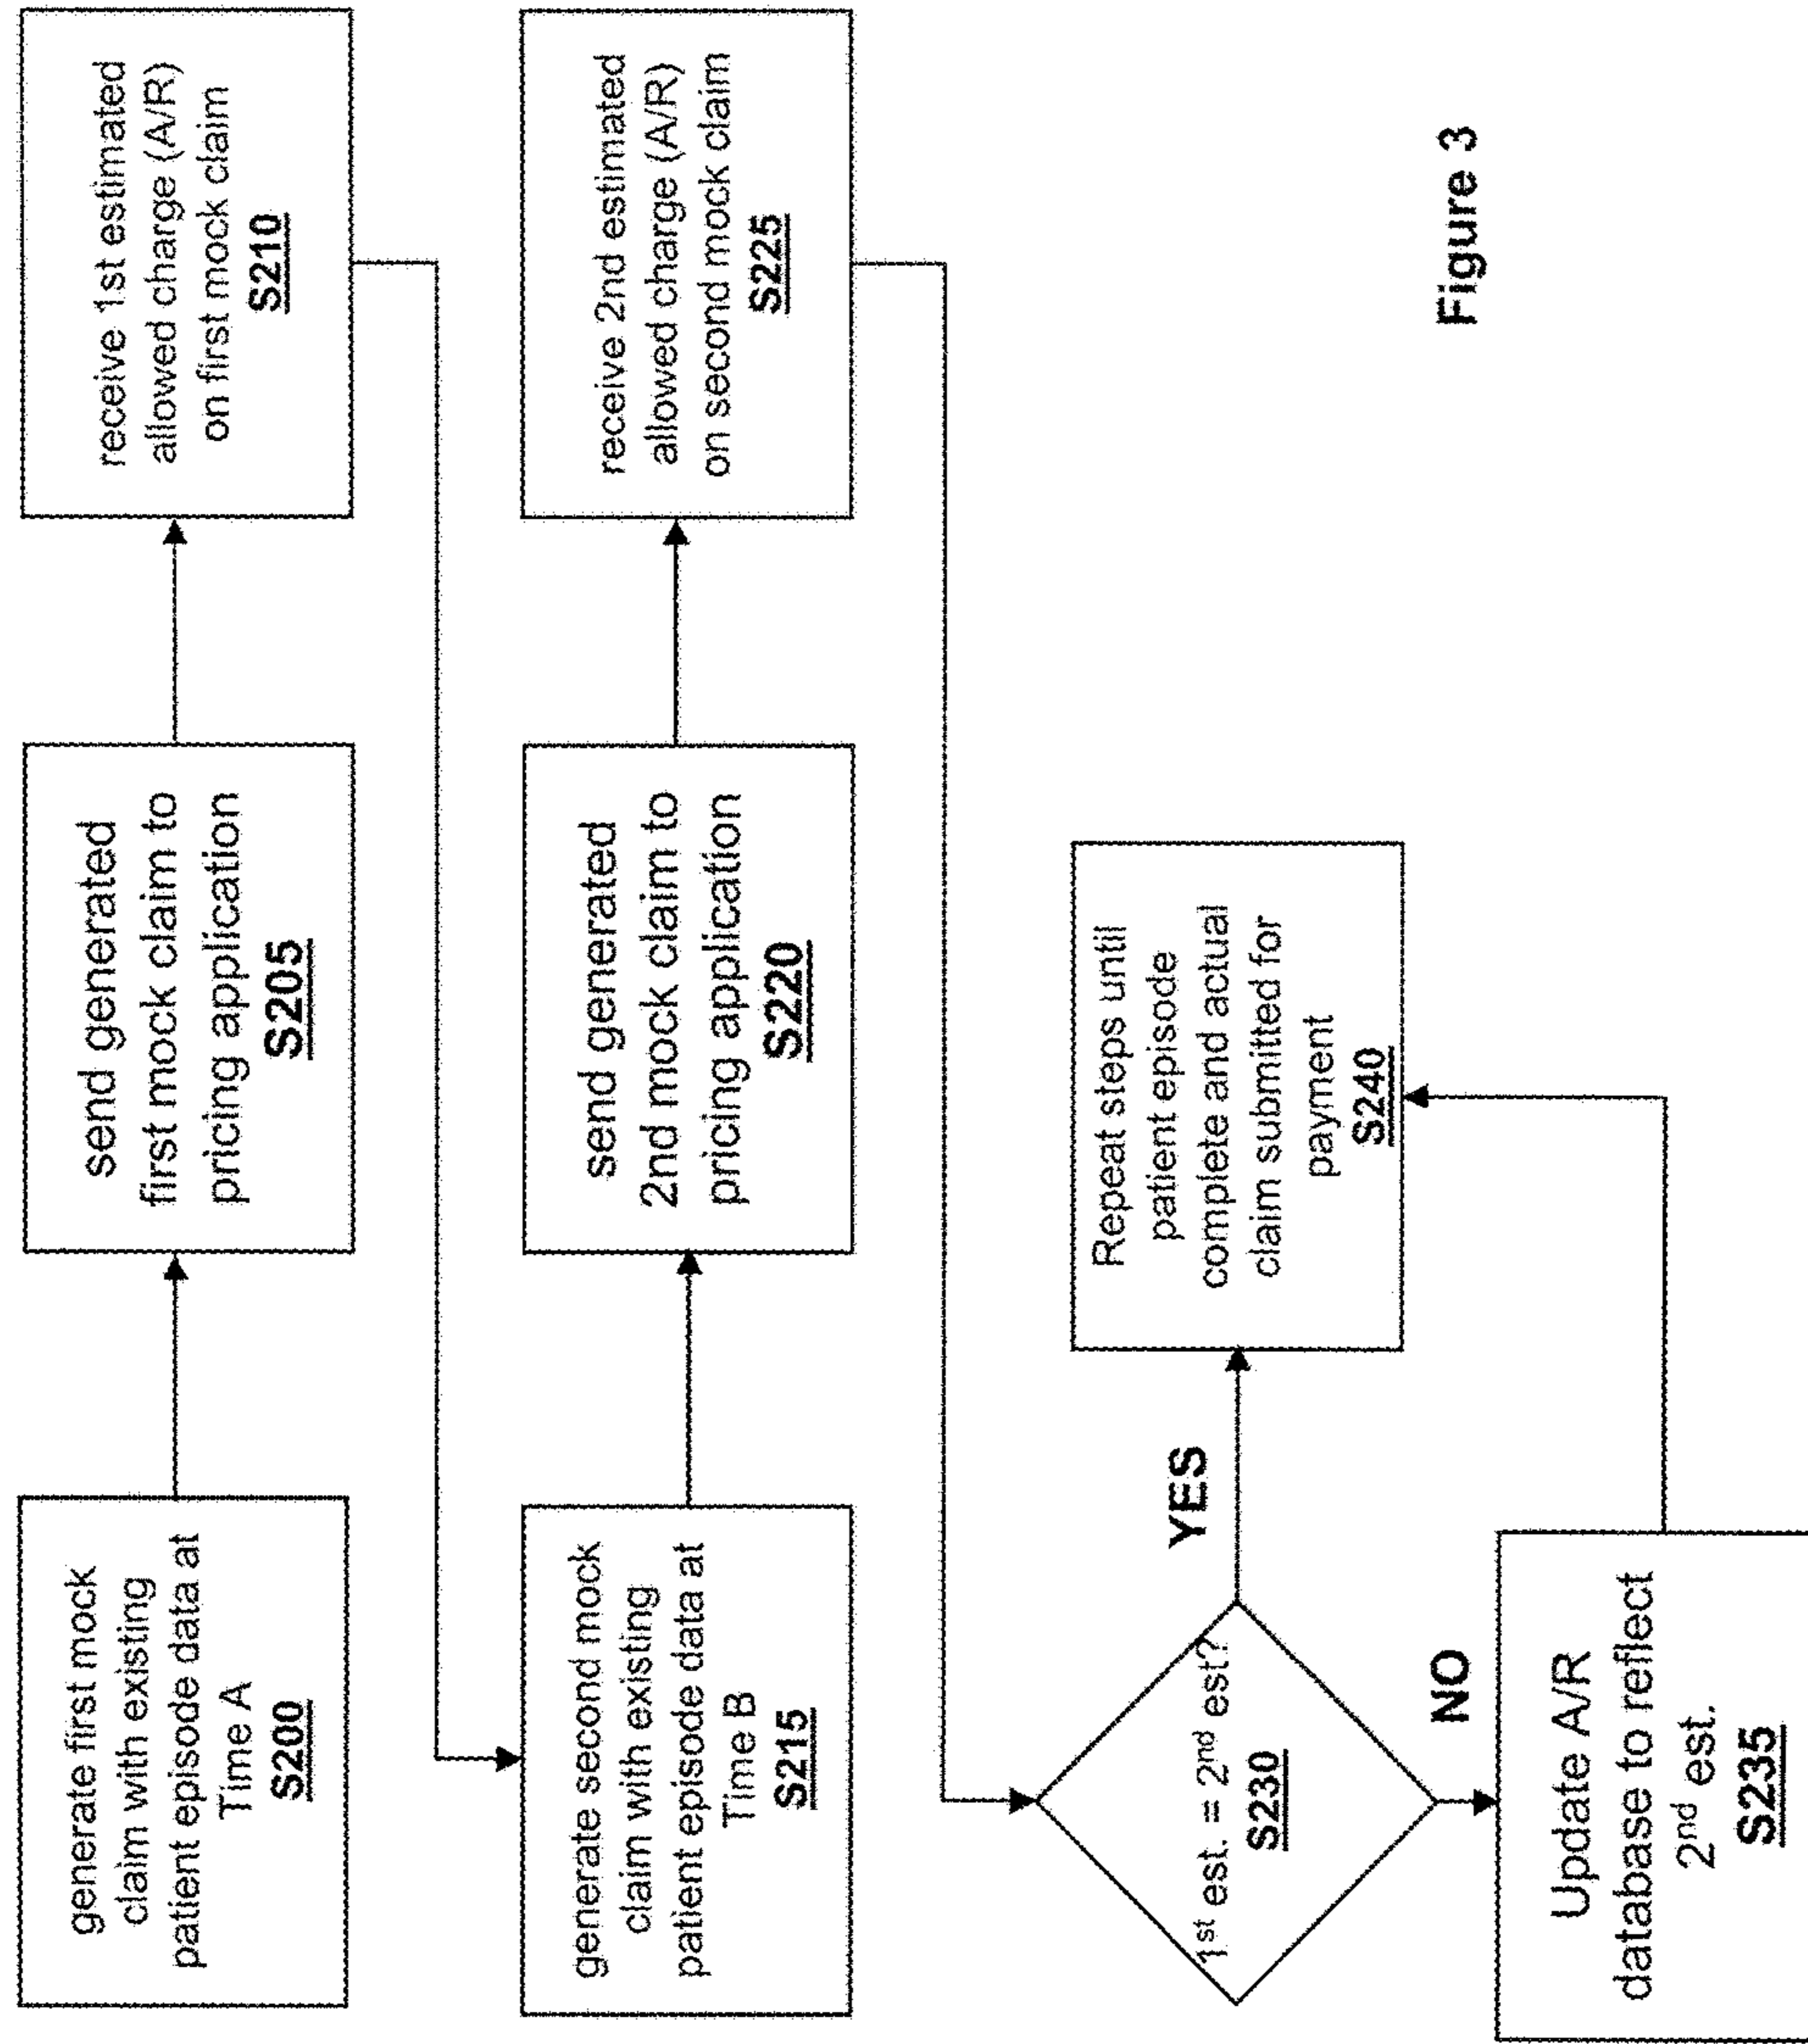 generate first mock
claim with existing
patient episode data at
Time A
S200
send generated
first mock claim to
pricing application
S205
receive 1st estimated
allowed charge (A/R)
on first mock claim
S210
generate second mock
claim with existing
patient episode data at
Time B
S215
send generated
2nd mock claim to
pricing application
S220
receive 2nd estimated
allowed charge (A/R)
on second mock claim
S225
1st est. = 2nd est?
S230
YES
Repeat steps until
patient episode
complete and actual
claim submitted for
payment
S240
NO
Update A/R
database to reflect
2nd est.
S235
Figure 3